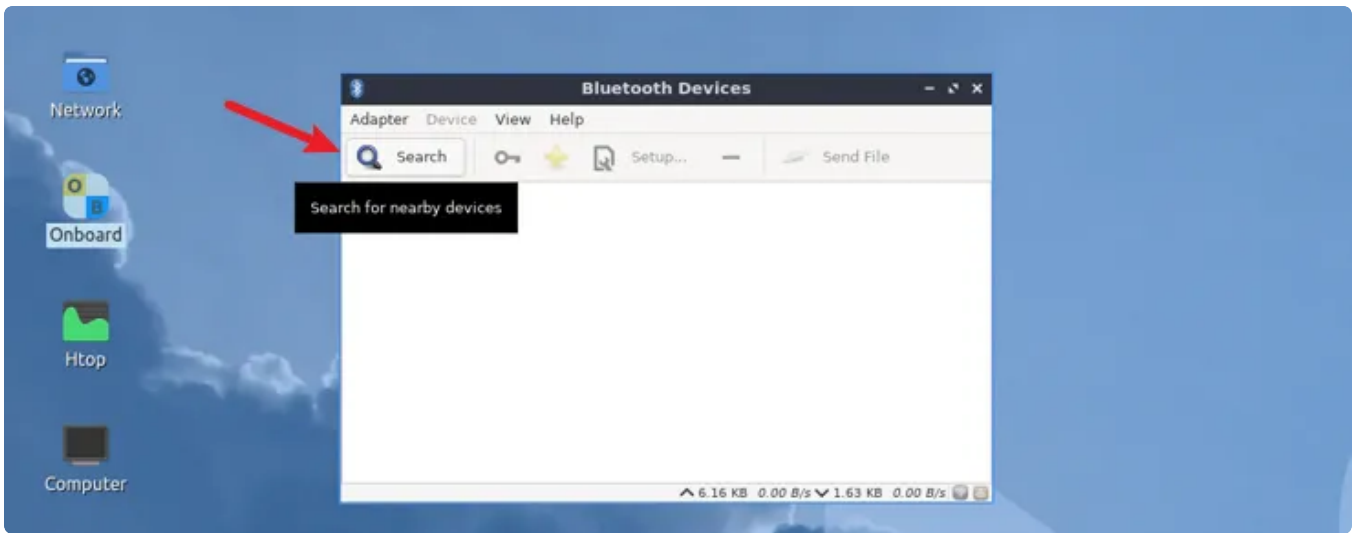 Network
Onboard
Htop
Computer
Bluetooth Devices
Adapter Device View Help
Search Setup... Send File
Search for nearby devices
6.16 KB 0.00 B/s 1.63 KB 0.00 B/s